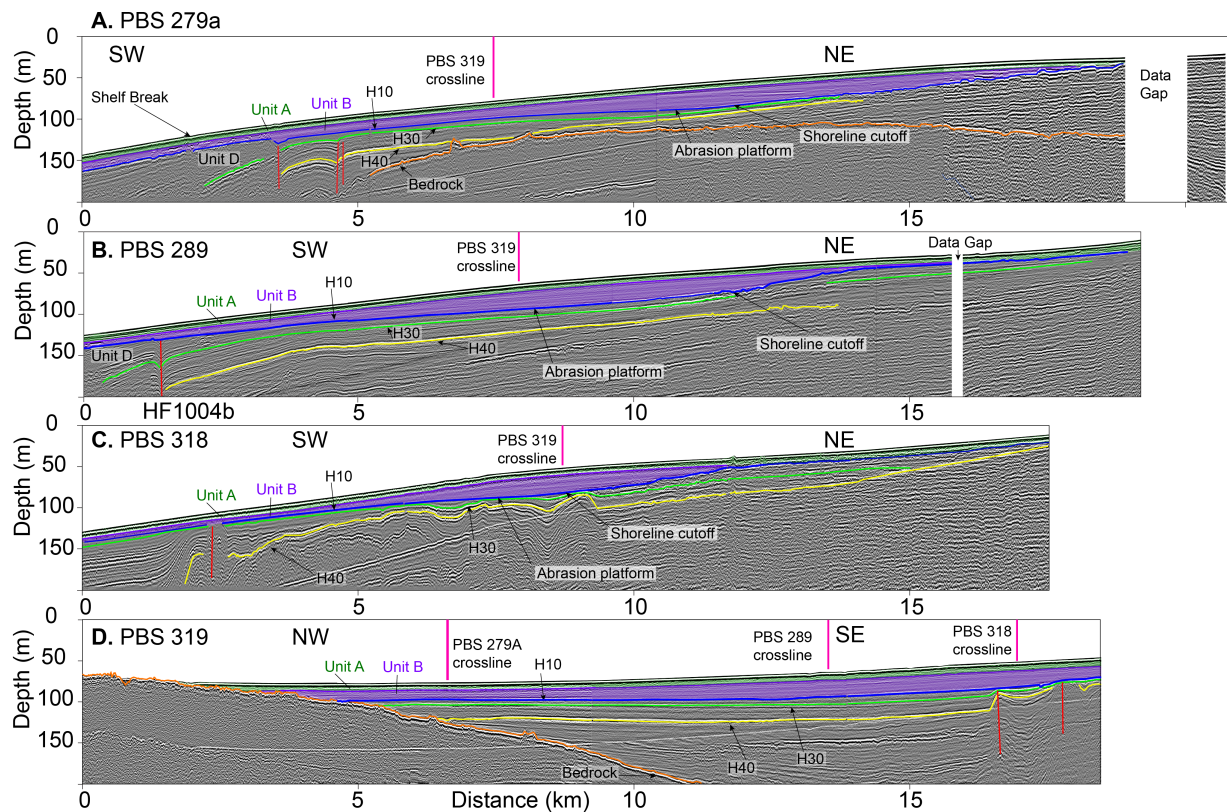 A. PBS 279a
0
50
100
150
Depth (m)
SW
PBS 319
crossline
NE
Shelf Break
Unit A
Unit B
H10
Data
Gap
Unit D
H30
H40
Bedrock
Abrasion platform
Shoreline cutoff
0
5
10
15
B. PBS 289
0
50
100
150
Depth (m)
SW
PBS 319
crossline
NE
Data Gap
Unit A
Unit B
H10
Unit D
H30
H40
Abrasion platform
Shoreline cutoff
0
HF1004b
5
10
15
C. PBS 318
0
50
100
150
Depth (m)
SW
PBS 319
crossline
NE
Unit A
Unit B
H10
H40
H30
Abrasion platform
Shoreline cutoff
0
5
10
15
D. PBS 319
0
50
100
150
Depth (m)
NW
PBS 279A
crossline
PBS 289
crossline
SE
PBS 318
crossline
Unit A
Unit B
H10
H40
H30
Bedrock
0
5
Distance (km)
10
15